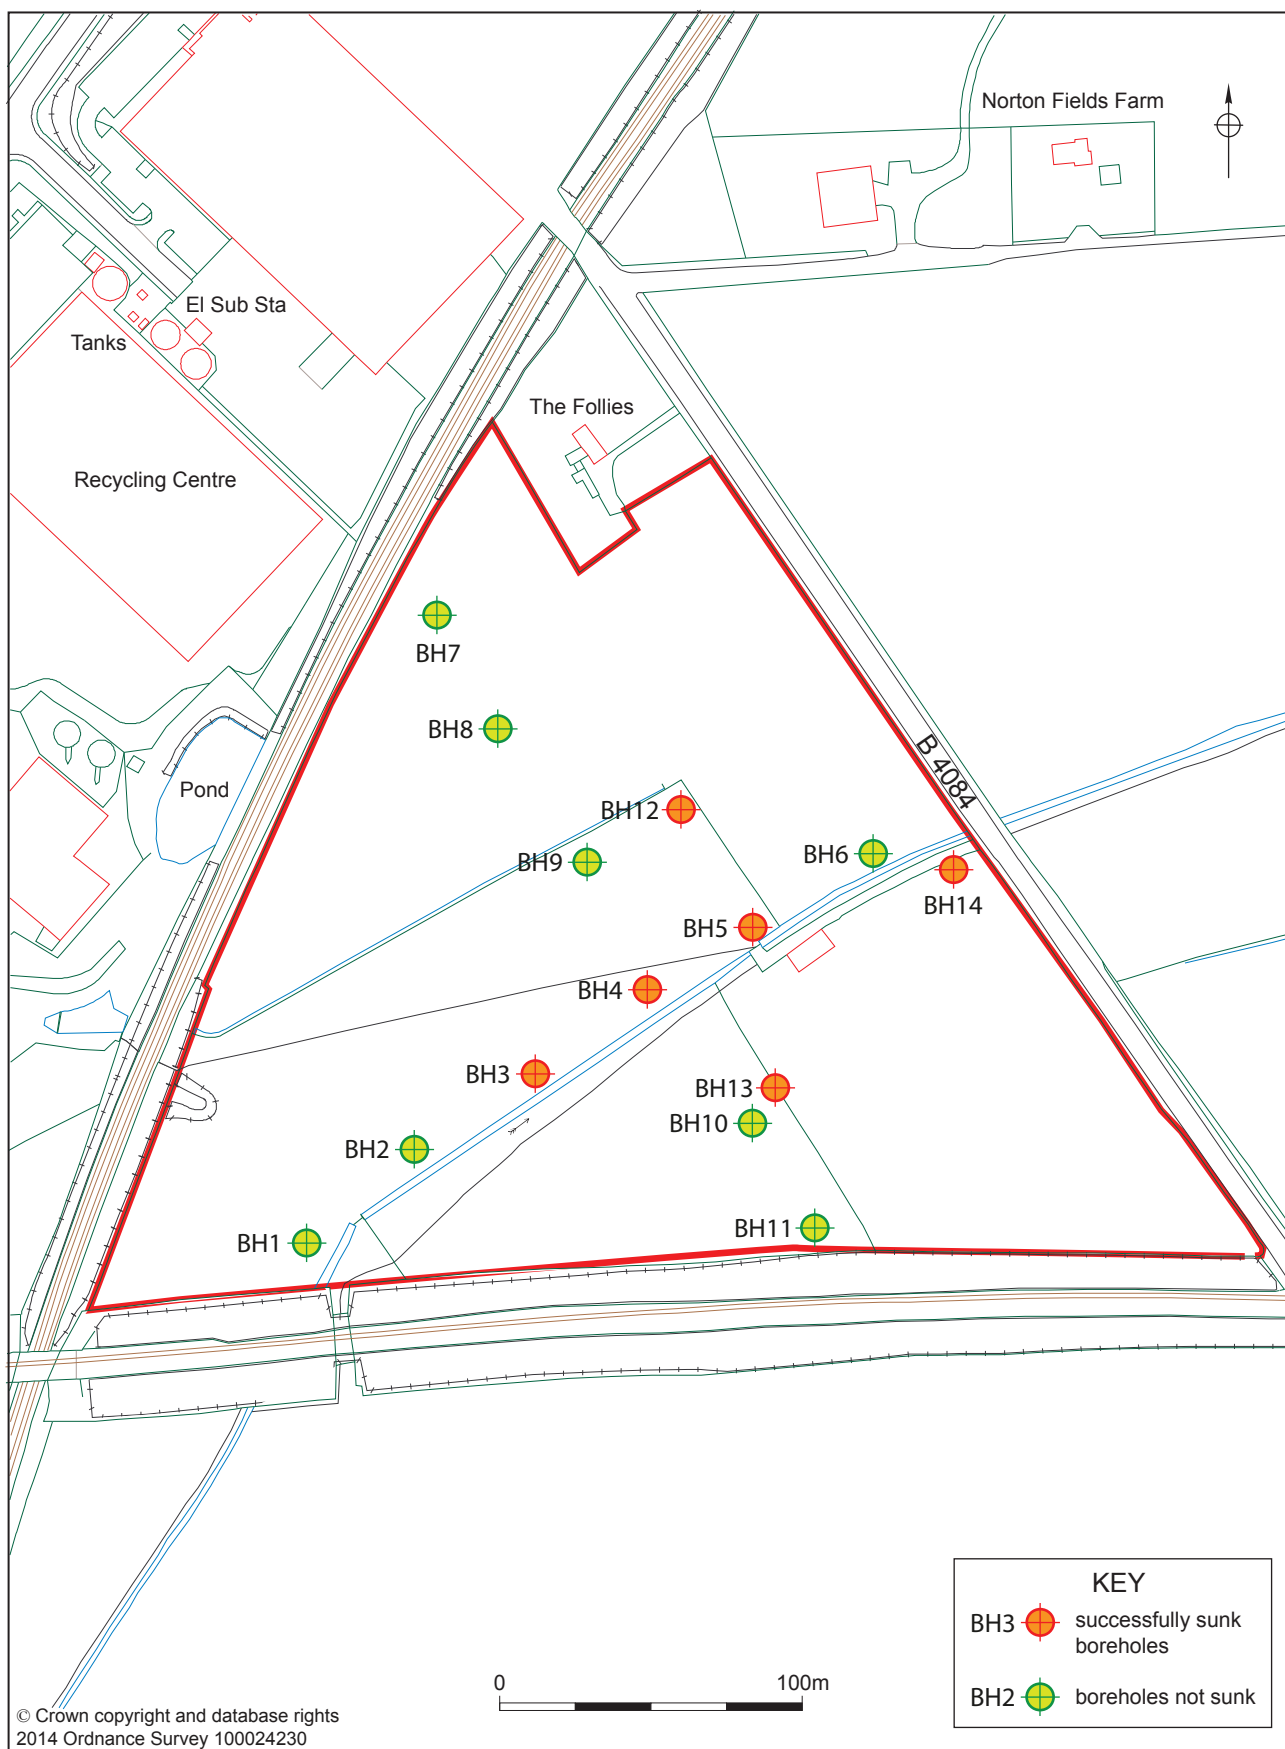 Norton Fields Farm
El Sub Sta
Tanks
The Follies
Recycling Centre
BH7
BH8
B 4084
Pond
BH12
BH6
BH9
BH14
BH5
BH4
BH3
BH13
BH10
BH2
BH11
BH1
KEY
BH3 successfully sunk
boreholes
BH2 boreholes not sunk
0 100m
© Crown copyright and database rights
2014 Ordnance Survey 100024230